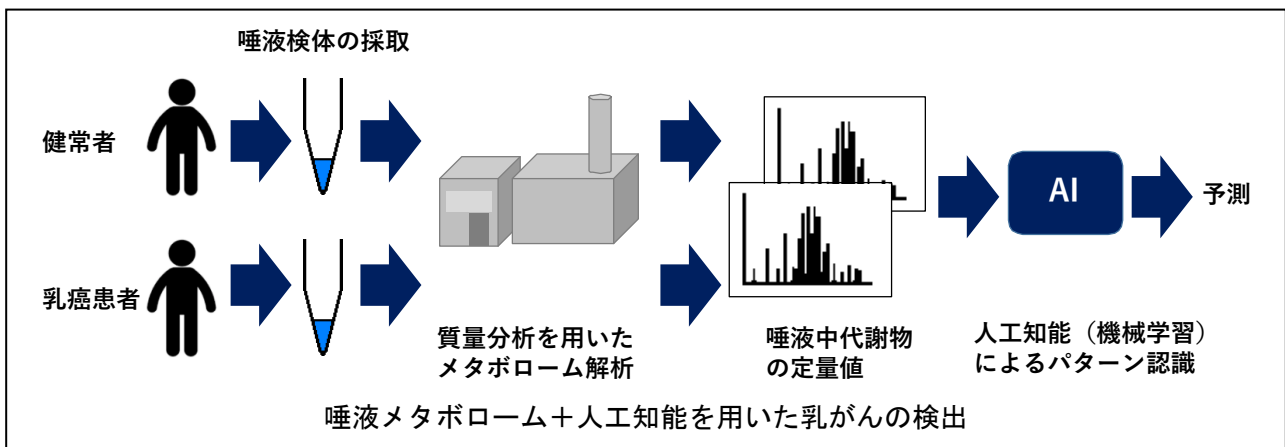 唾液検体の採取
健常者
乳癌患者
質量分析を用いた
メタボローム解析
唾液中代謝物
の定量値
AI
予測
人工知能（機械学習）
によるパターン認識
唾液メタボローム＋人工知能を用いた乳がんの検出